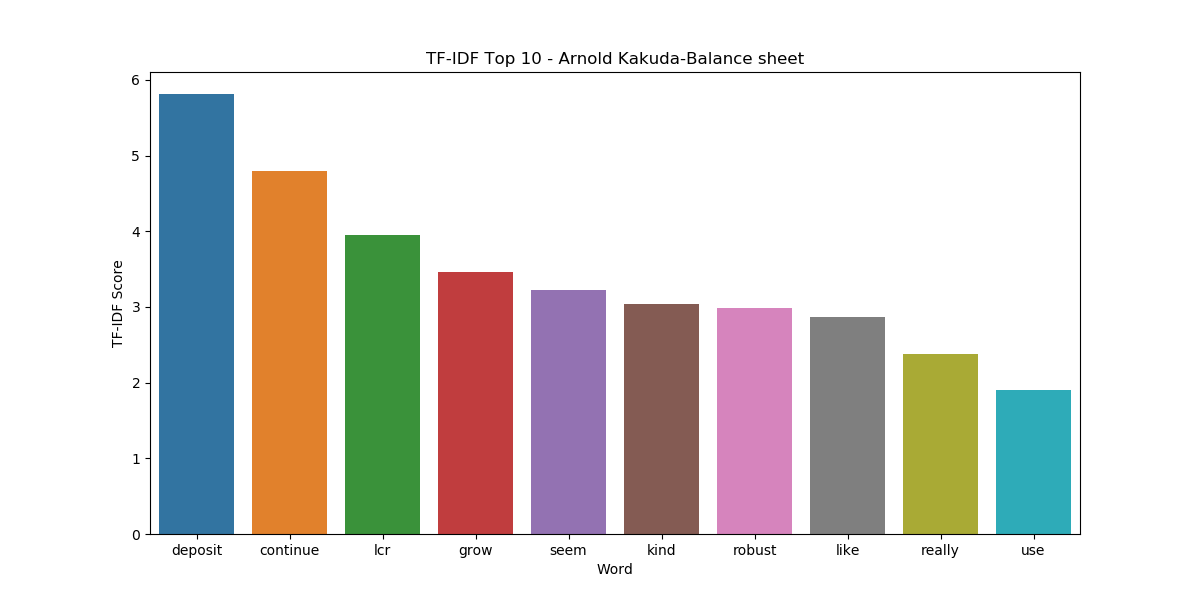 TF-IDF Top 10 - Arnold Kakuda-Balance sheet
6
5
4
3
2
1
0
TF-IDF Score
deposit continue lcr grow seem kind robust like really use
Word